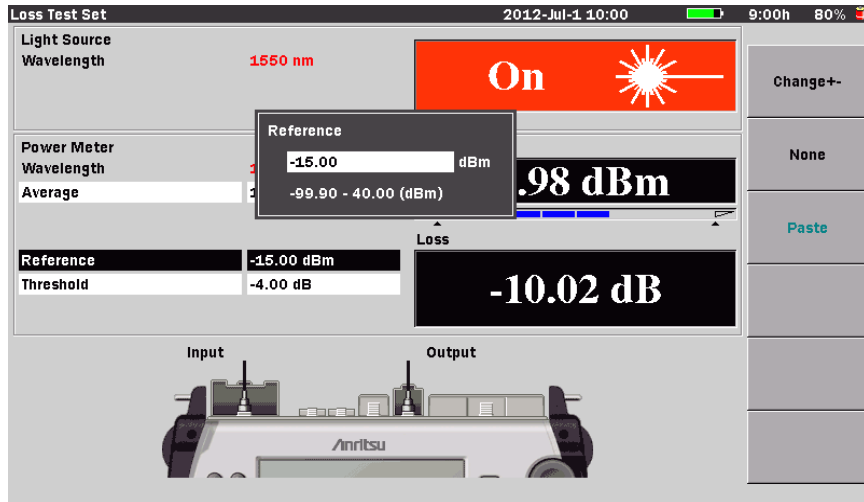 Loss Test Set 2012-Jul-1 10:00 9:00h 80%
Light Source
Wavelength 1550 nm
On
Change+-
Reference
-15.00 dBm
-99.90 - 40.00 (dBm)
None
Power Meter
Wavelength
Average
.98 dBm
Paste
Loss
Reference -15.00 dBm
Threshold -4.00 dB
-10.02 dB
Input Output
Anritsu